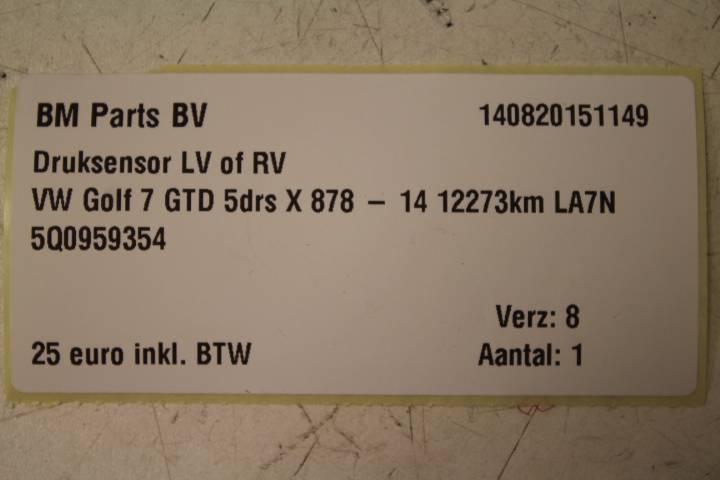 BM Parts BV 140820151149
Druksensor LV of RV
VW Golf 7 GTD 5drs X 878 – 14 12273km LA7N
5Q0959354
Verz: 8
25 euro inkl. BTW Aantal: 1